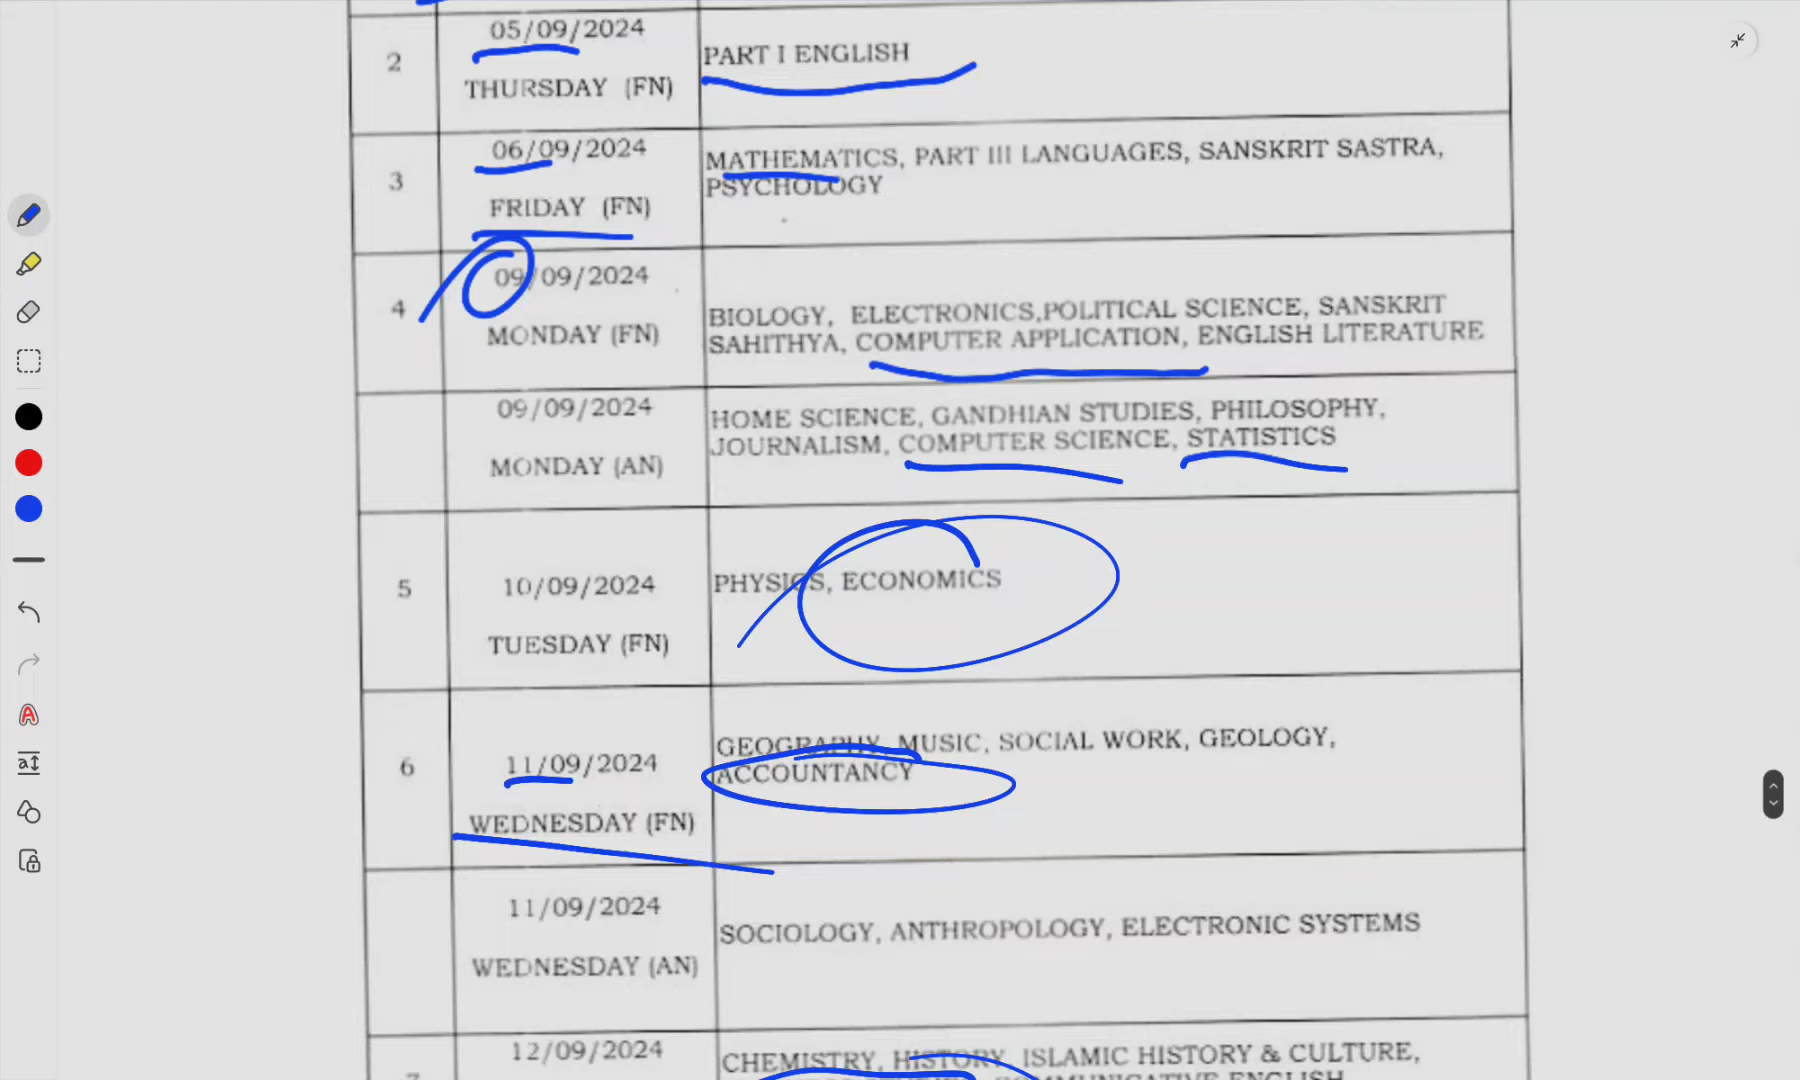 2
05/09/2024
THURSDAY (FN)
PART I ENGLISH
3
06/09/2024
FRIDAY (FN)
MATHEMATICS, PART III LANGUAGES, SANSKRIT SASTRA,
PSYCHOLOGY
4
09/09/2024
MONDAY (FN)
BIOLOGY, ELECTRONICS,POLITICAL SCIENCE, SANSKRIT
SAHITHYA, COMPUTER APPLICATION, ENGLISH LITERATURE
09/09/2024
MONDAY (AN)
HOME SCIENCE, GANDHIAN STUDIES, PHILOSOPHY,
JOURNALISM, COMPUTER SCIENCE, STATISTICS
5
10/09/2024
TUESDAY (FN)
PHYSICS, ECONOMICS
6
11/09/2024
WEDNESDAY (FN)
GEOGRAPHY, MUSIC, SOCIAL WORK, GEOLOGY,
ACCOUNTANCY
11/09/2024
WEDNESDAY (AN)
SOCIOLOGY, ANTHROPOLOGY, ELECTRONIC SYSTEMS
12/09/2024
CHEMISTRY, HISTORY, ISLAMIC HISTORY & CULTURE,
COMMUNICATIVE ENGLISH